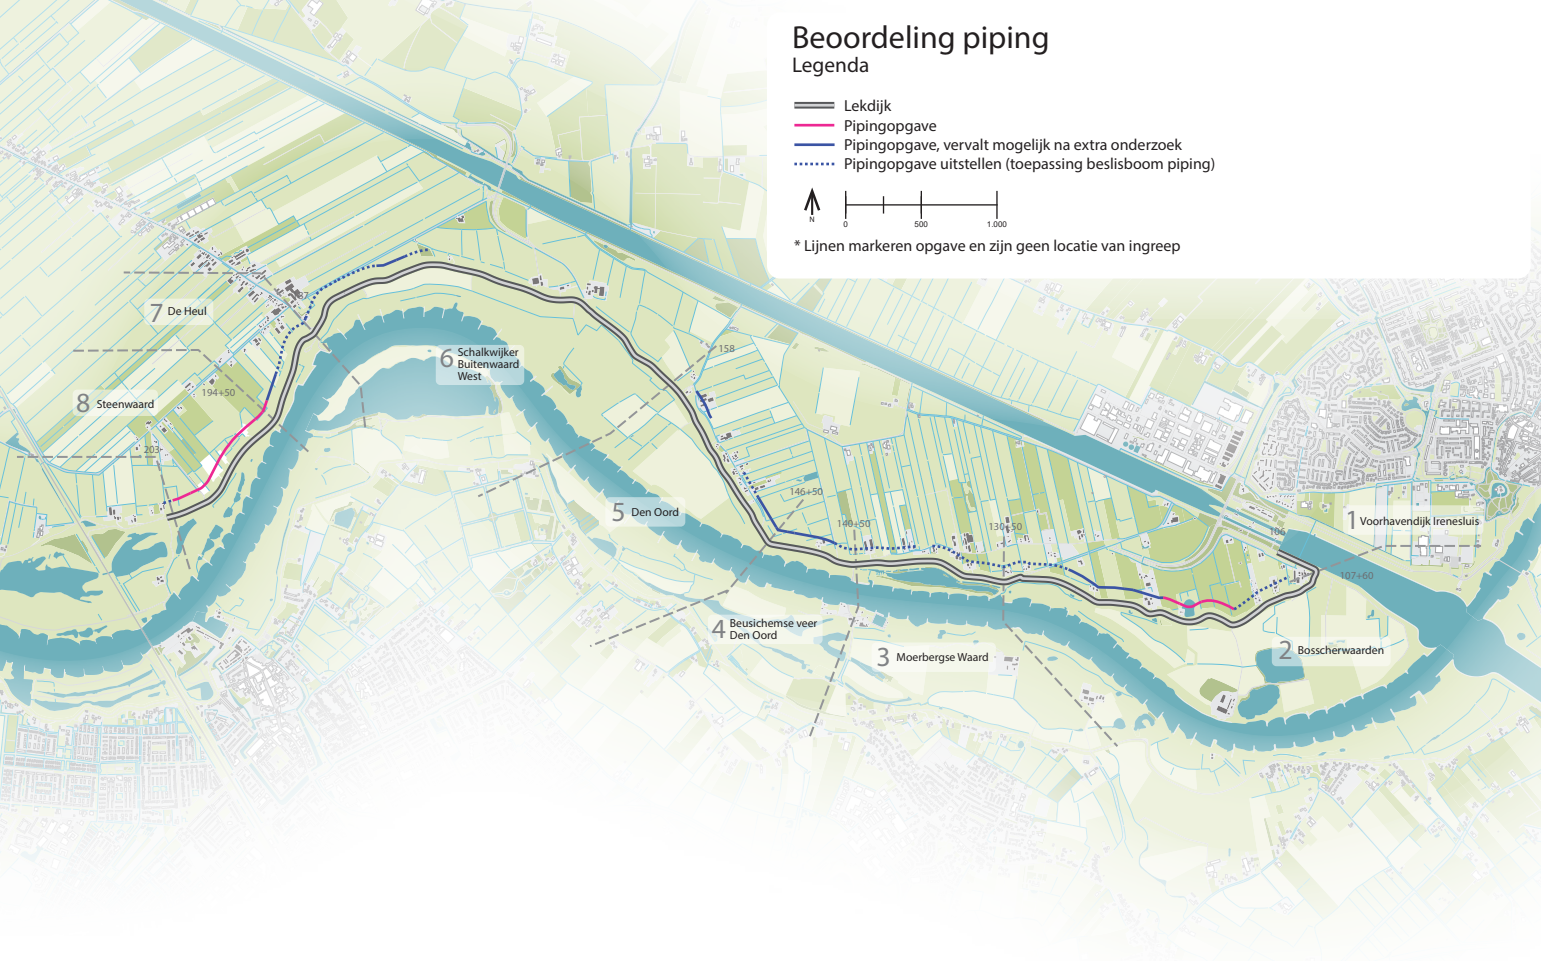 Beoordeling piping
Legenda
Lekdijk
Pipingopgave
Pipingopgave, vervalt mogelijk na extra onderzoek
Pipingopgave uitstellen (toepassing beslisboom piping)
N
0
500
1.000
* Lijnen markeren opgave en zijn geen locatie van ingreep
7 De Heul
6 Schalkwijker
Buitenwaard
West
158
194+50
8 Steenwaard
203
146+50
5 Den Oord
140+50
130+50
106
1 Voorhavendijk Irenesluis
107+60
4 Beusichemse veer
Den Oord
3 Moerbergse Waard
2 Bosscherwaarden